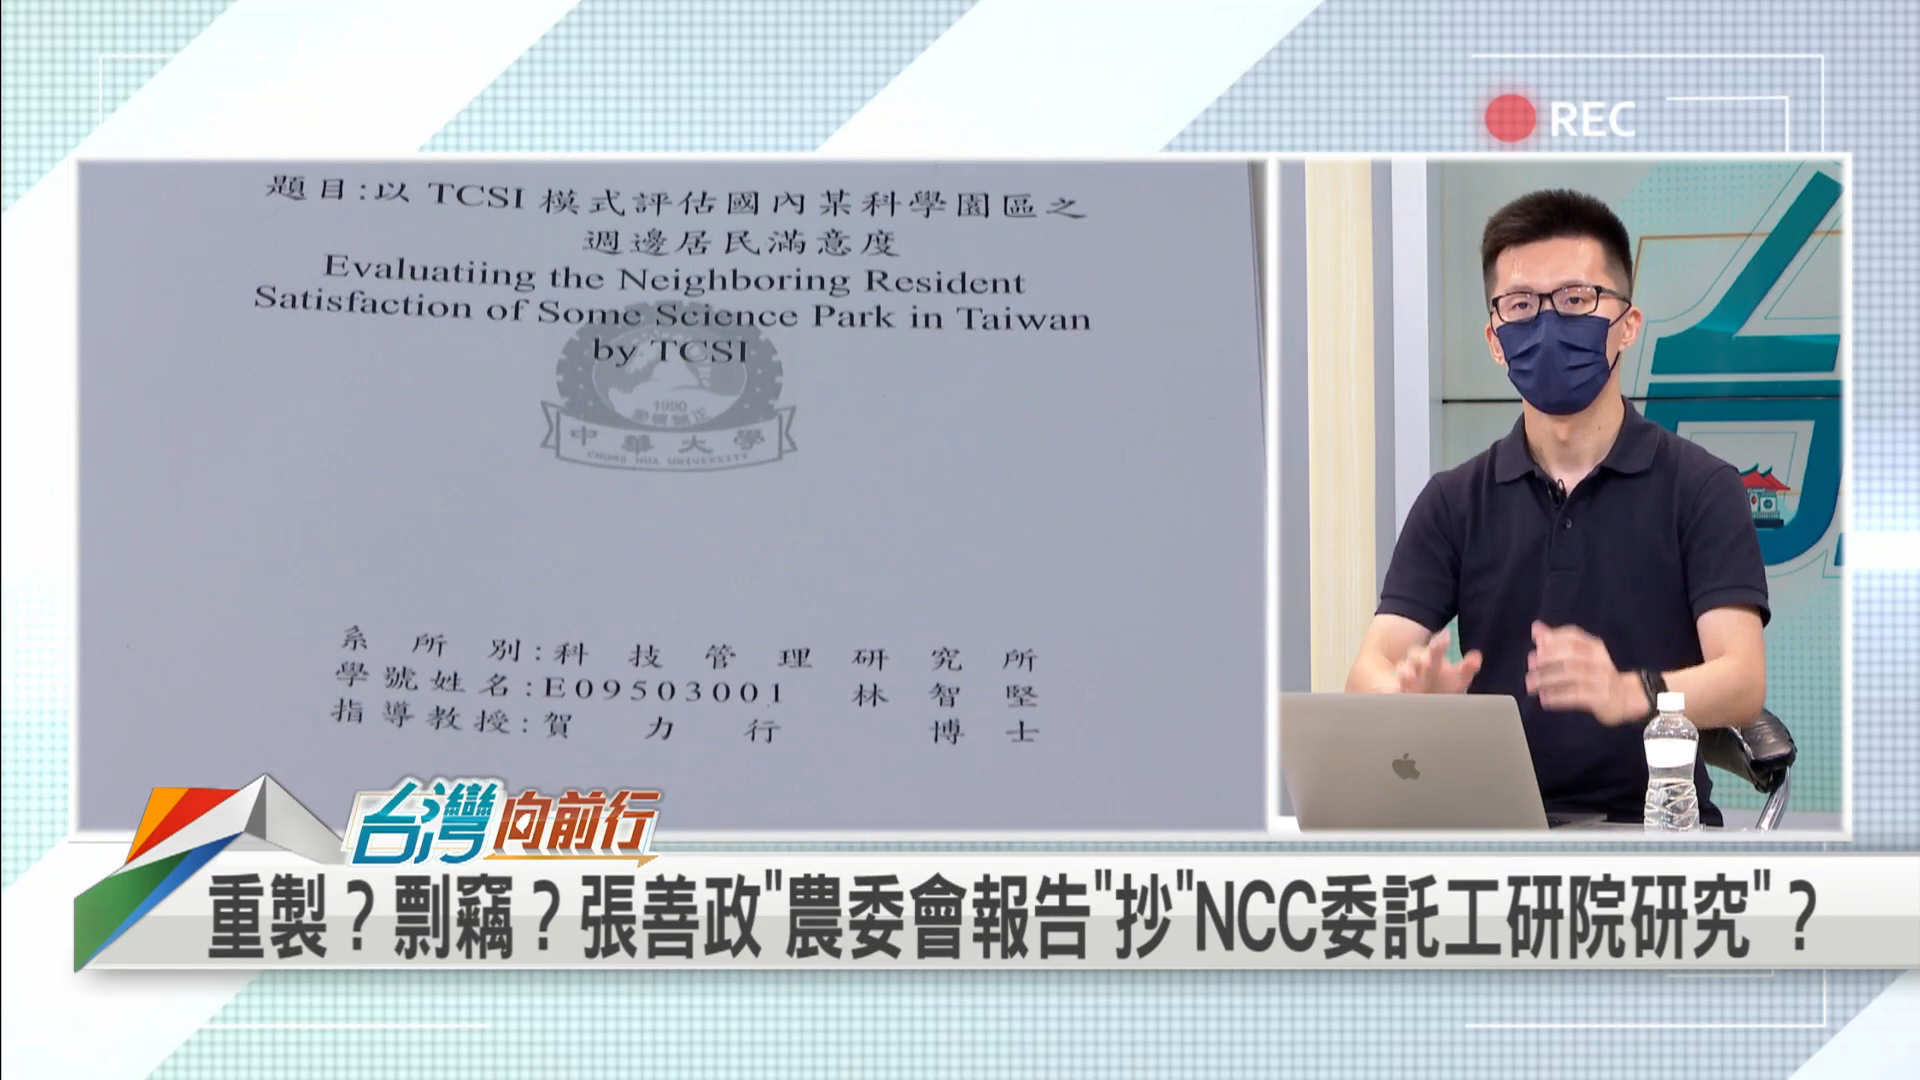 REC
題目:以 TCSI 模式評估國內某科學園區之
週邊居民滿意度
Evaluatiing the Neighboring Resident
Satisfaction of Some Science Park in Taiwan
by TCSI
1990
中華大學
CHUNG HUA UNIVERSITY
系所別:科技管理研究所
學號姓名:E09503001 林智堅
指導教授:賀力行 博士
台灣向前行
重製？剽竊？張善政"農委會報告"抄"NCC委託工研院研究"？